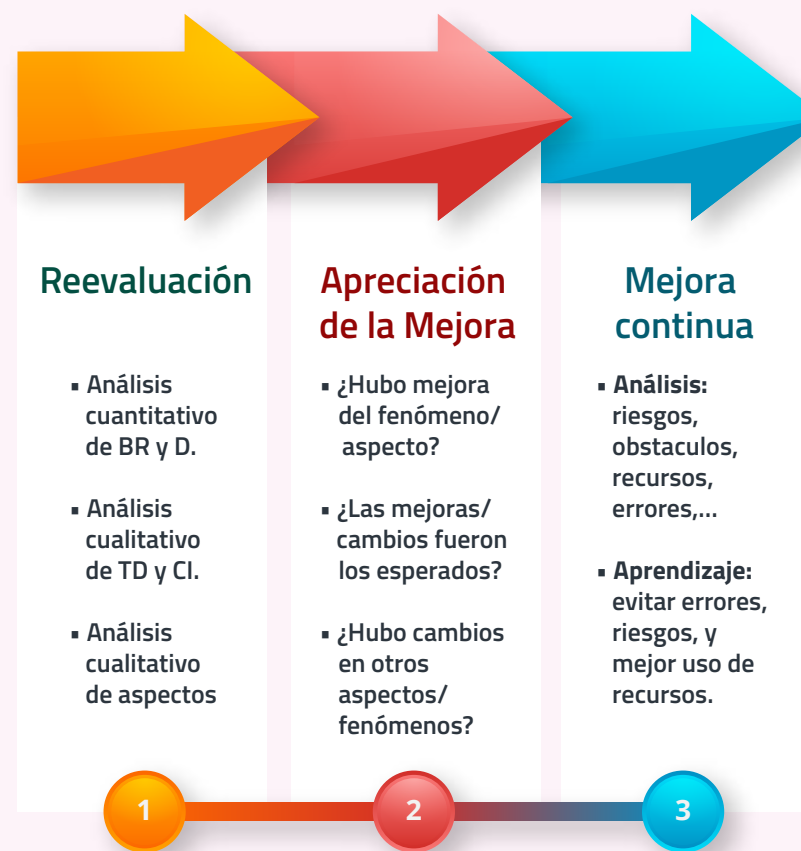 Reevaluación
▪ Análisis
cuantitativo
de BR y D.
▪ Análisis
cualitativo
de TD y CI.
▪ Análisis
cualitativo
de aspectos
1
Apreciación
de la Mejora
▪ ¿Hubo mejora
del fenómeno/
aspecto?
▪ ¿Las mejoras/
cambios fueron
los esperados?
▪ ¿Hubo cambios
en otros
aspectos/
fenómenos?
2
Mejora
continua
▪ Análisis:
riesgos,
obstaculos,
recursos,
errores,...
▪ Aprendizaje:
evitar errores,
riesgos, y
mejor uso de
recursos.
3